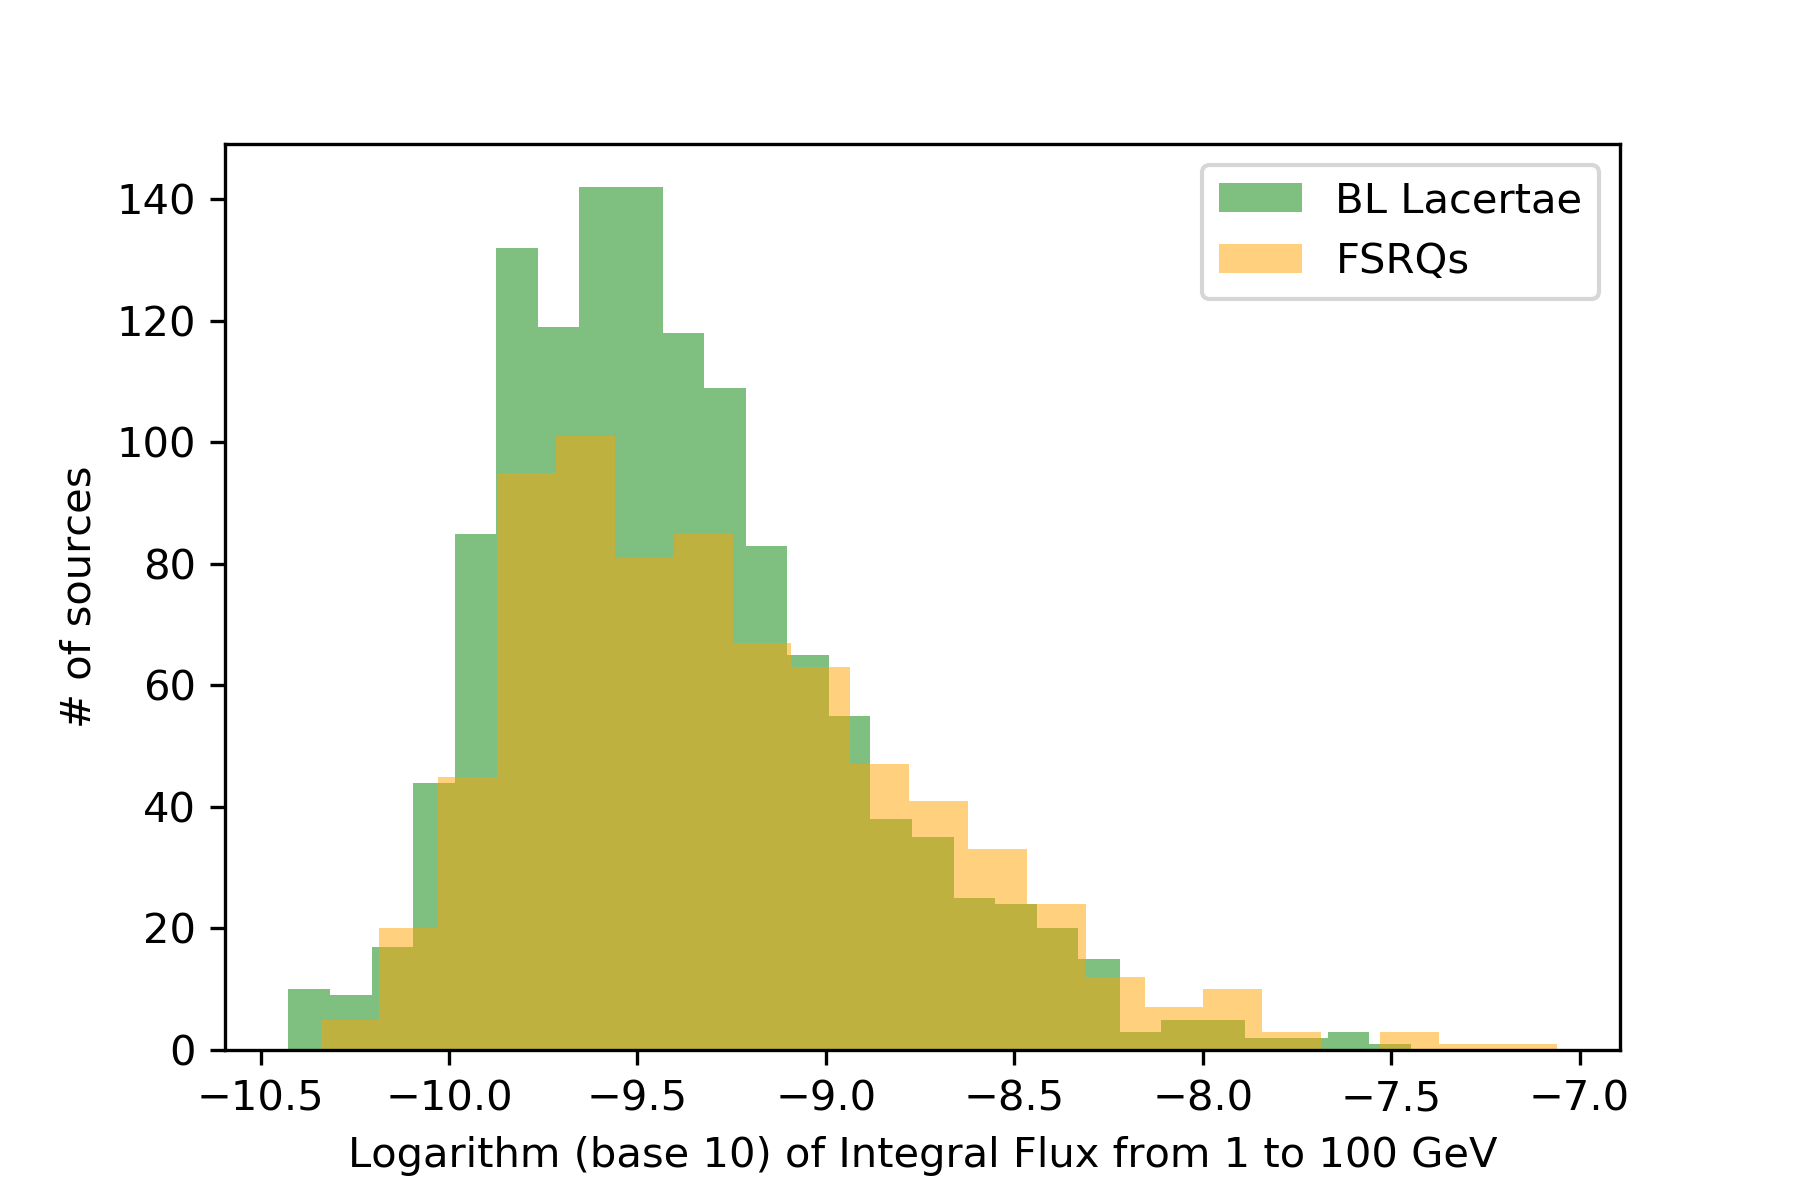 BL Lacertae
FSRQs
140
120
100
80
60
40
20
0
# of sources
−10.5 −10.0 −9.5 −9.0 −8.5 −8.0 −7.5 −7.0
Logarithm (base 10) of Integral Flux from 1 to 100 GeV